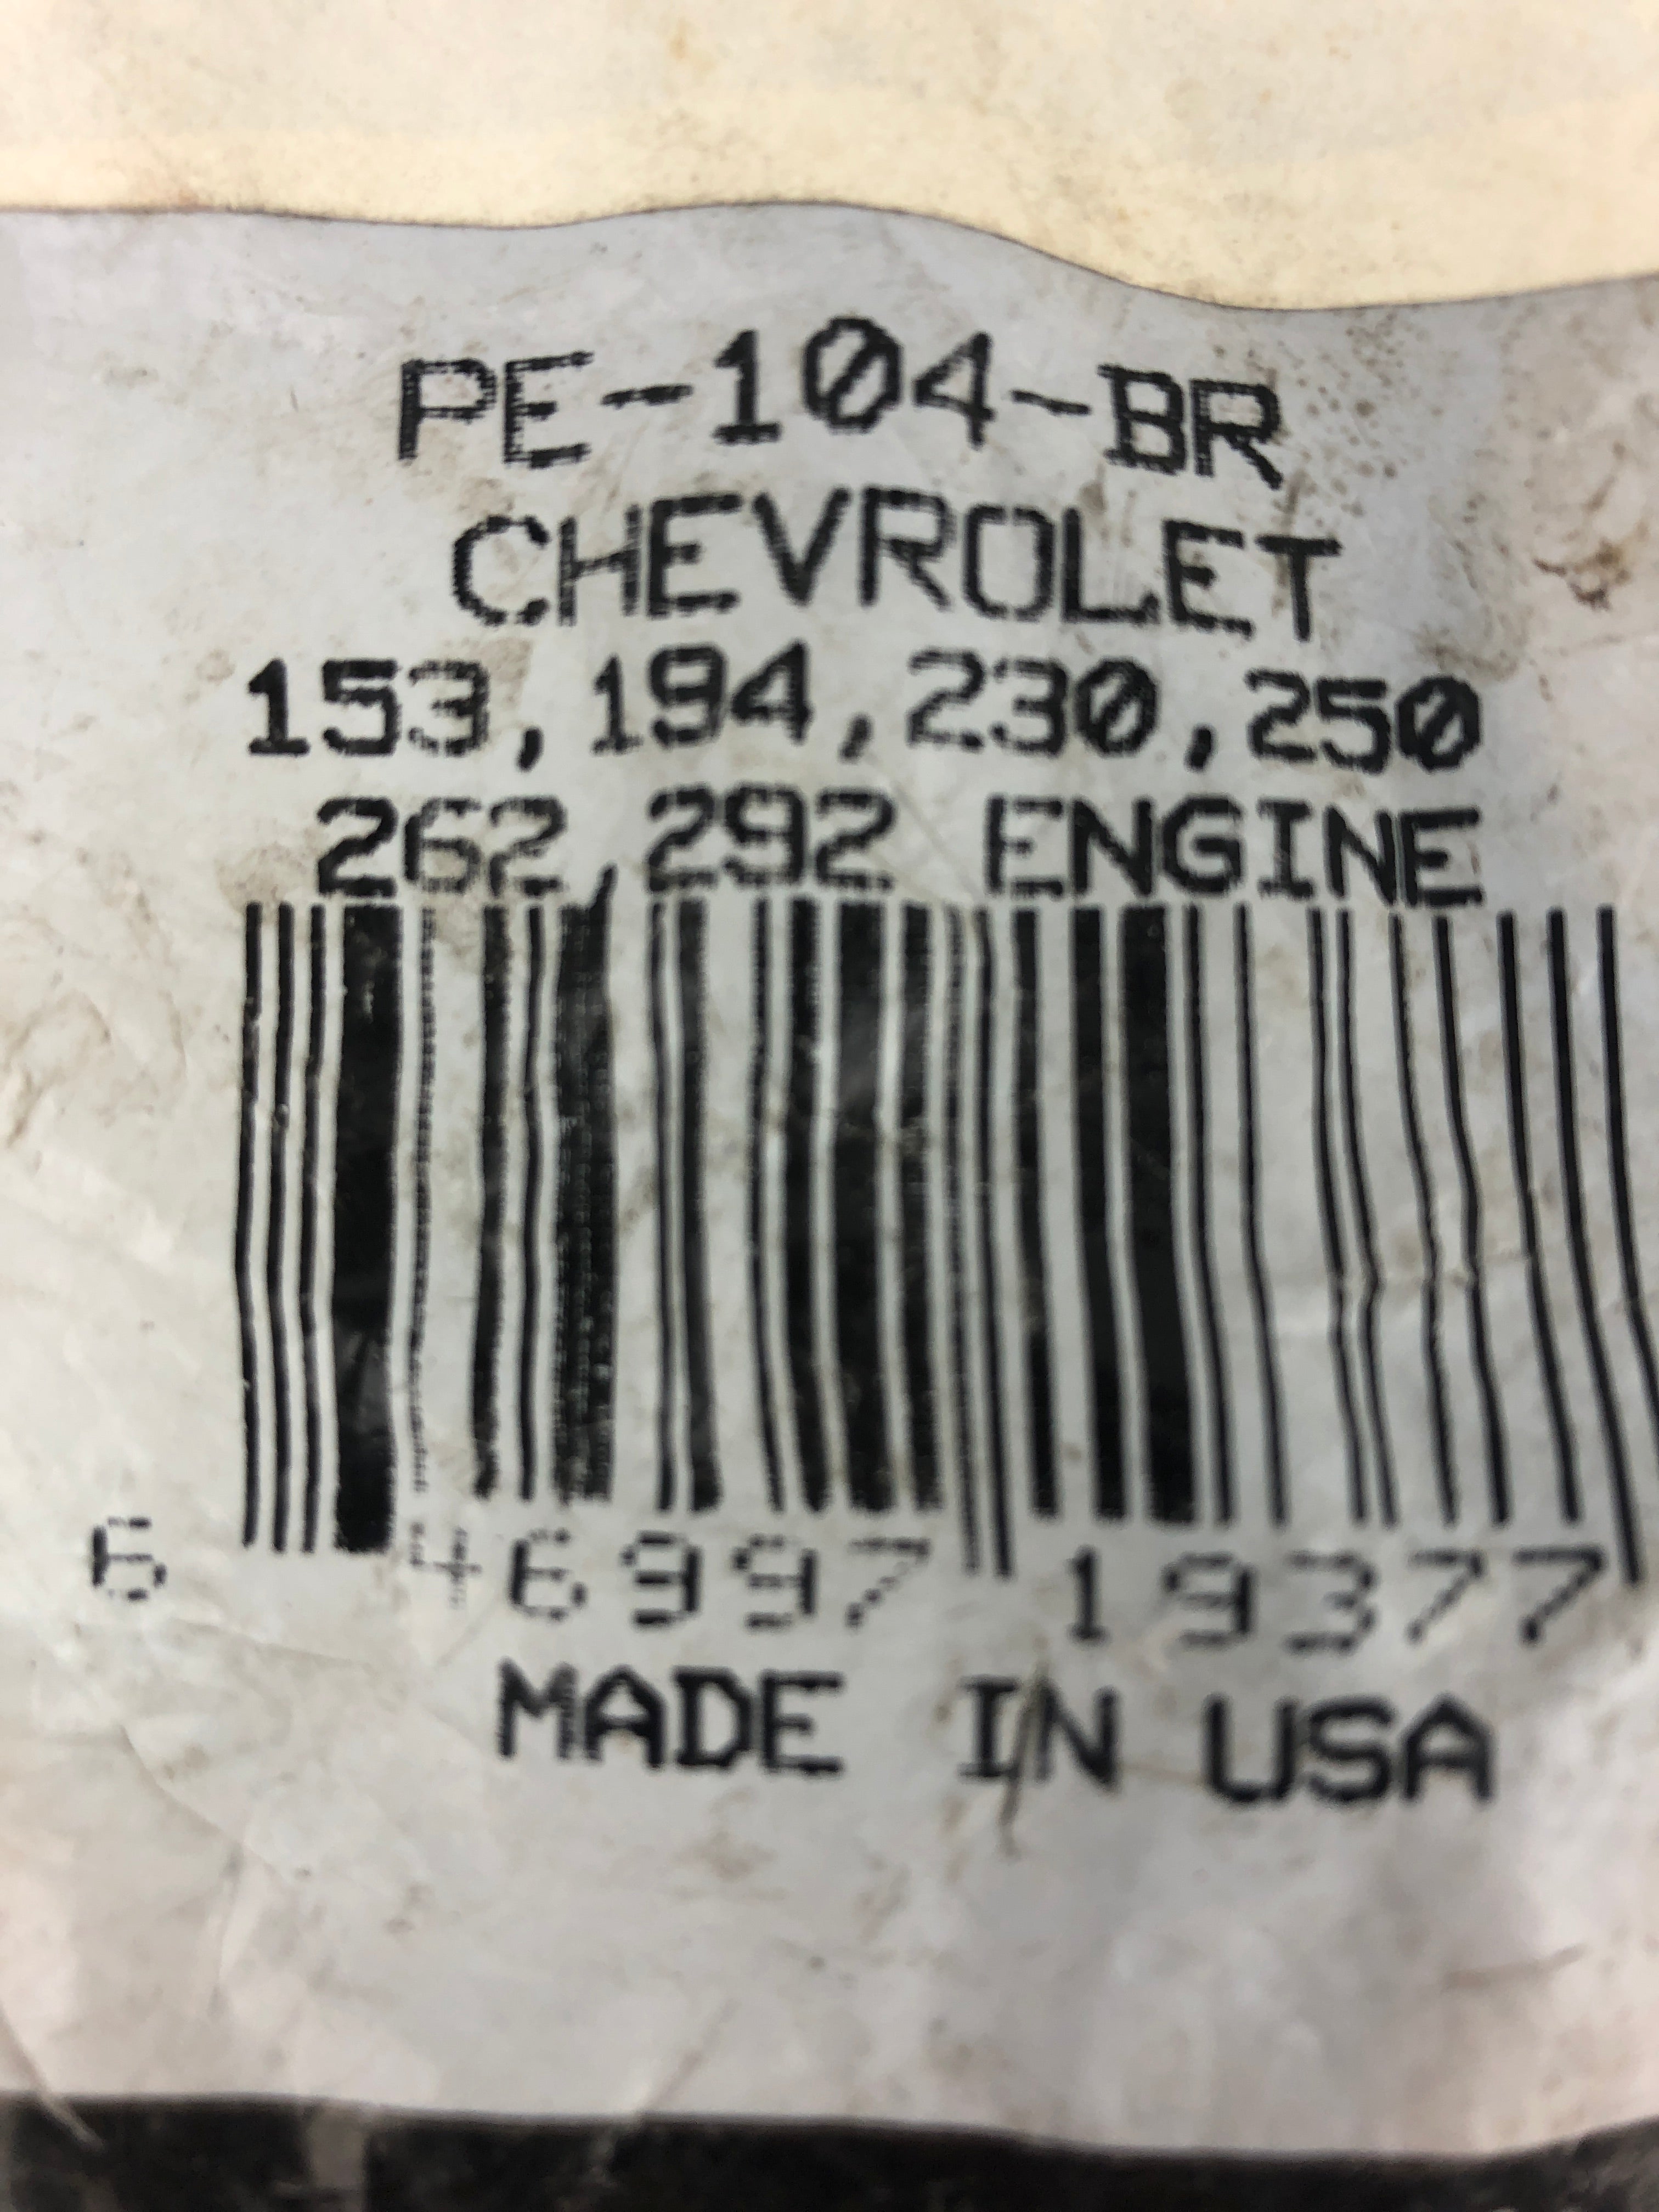 PE-104-BR
CHEVROLET
153,194,230,250
262,292 ENGINE
6 46997 19377
MADE IN USA